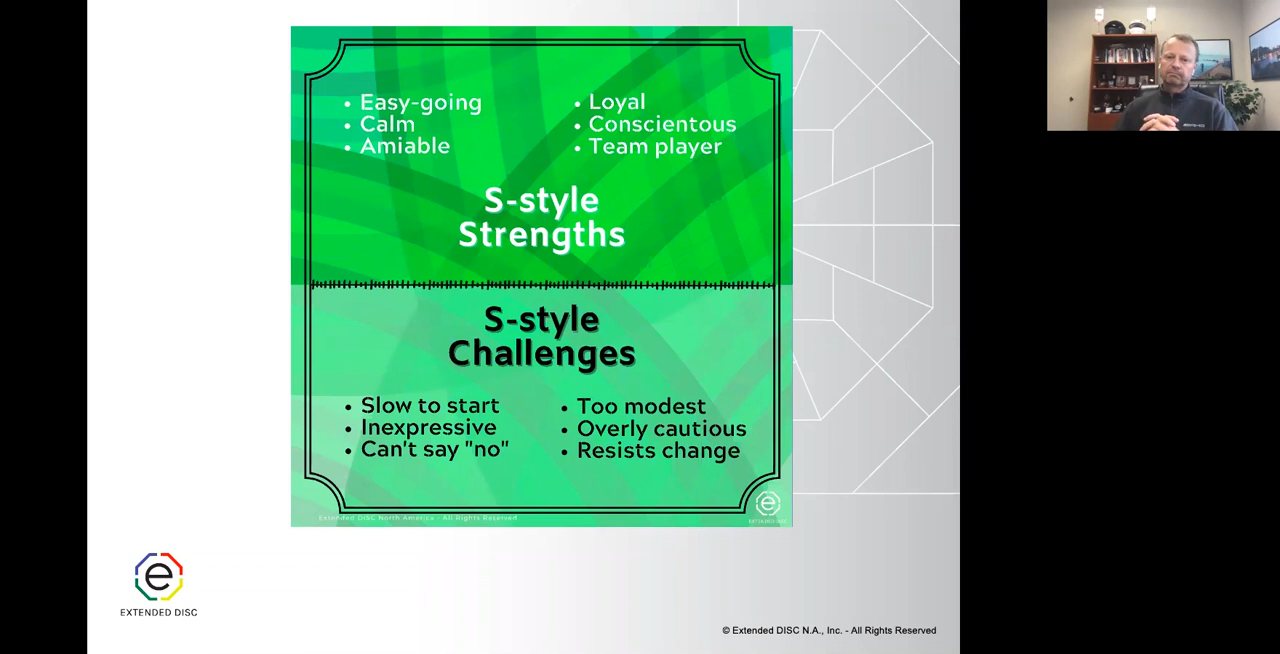 • Easy-going
• Calm
• Amiable
• Loyal
• Conscientous
• Team player
S-style
Strengths
S-style
Challenges
• Slow to start
• Inexpressive
• Can't say "no"
• Too modest
• Overly cautious
• Resists change
Extended DISC North America - All Rights Reserved
e
EXTENDED DISC
e
EXTENDED DISC
© Extended DISC N.A., Inc. - All Rights Reserved